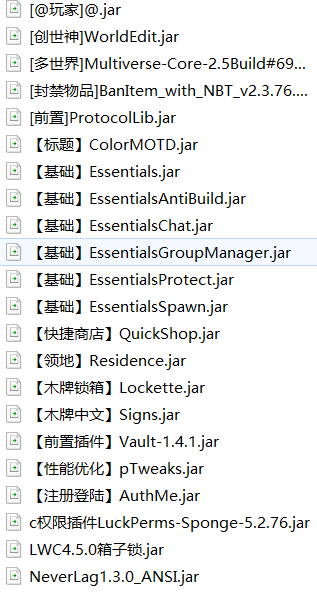 [@玩家]@.jar
[创世神]WorldEdit.jar
[多世界]Multiverse-Core-2.5Build#69...
[封禁物品]BanItem_with_NBT_v2.3.76....
[前置]ProtocolLib.jar
【标题】ColorMOTD.jar
【基础】Essentials.jar
【基础】EssentialsAntiBuild.jar
【基础】EssentialsChat.jar
【基础】EssentialsGroupManager.jar
【基础】EssentialsProtect.jar
【基础】EssentialsSpawn.jar
【快捷商店】QuickShop.jar
【领地】Residence.jar
【木牌锁箱】Lockette.jar
【木牌中文】Signs.jar
【前置插件】Vault-1.4.1.jar
【性能优化】pTweaks.jar
【注册登陆】AuthMe.jar
c权限插件LuckPerms-Sponge-5.2.76.jar
LWC4.5.0箱子锁.jar
NeverLag1.3.0_ANSI.jar